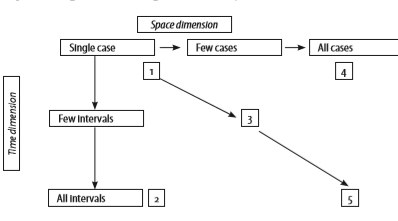 Space dimension
Single case Few cases All cases
1 4
Time dimension
Few intervals 3
All intervals 2 5